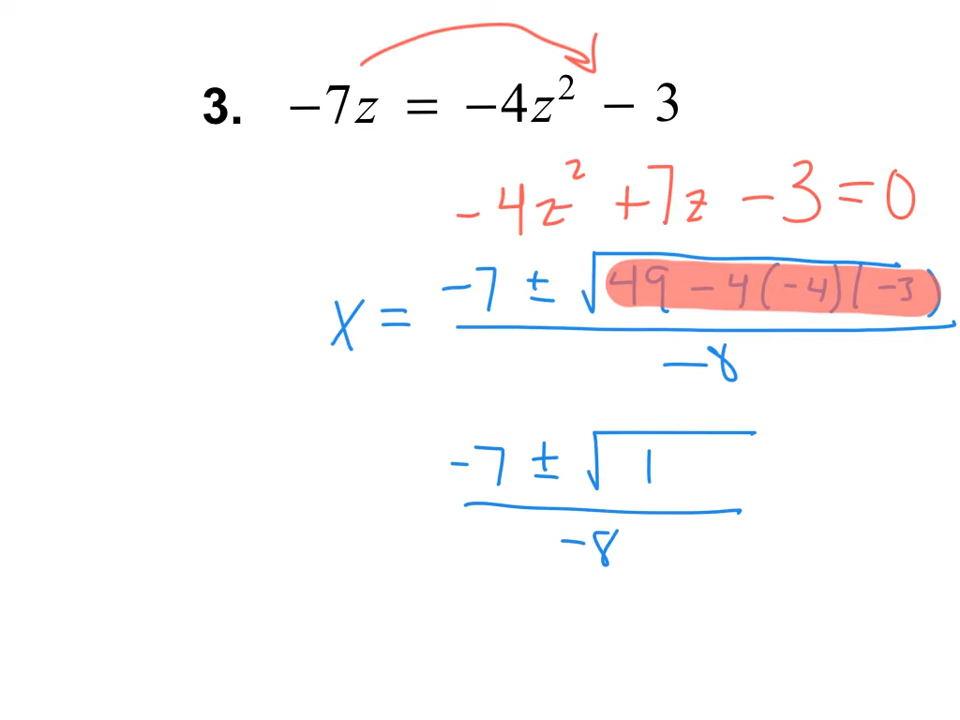 3. −7z = −4z² − 3
-4z² +7z -3=0
x = (-7 ± √(49 - 4(-4)(-3))) / -8
(-7 ± √1) / -8